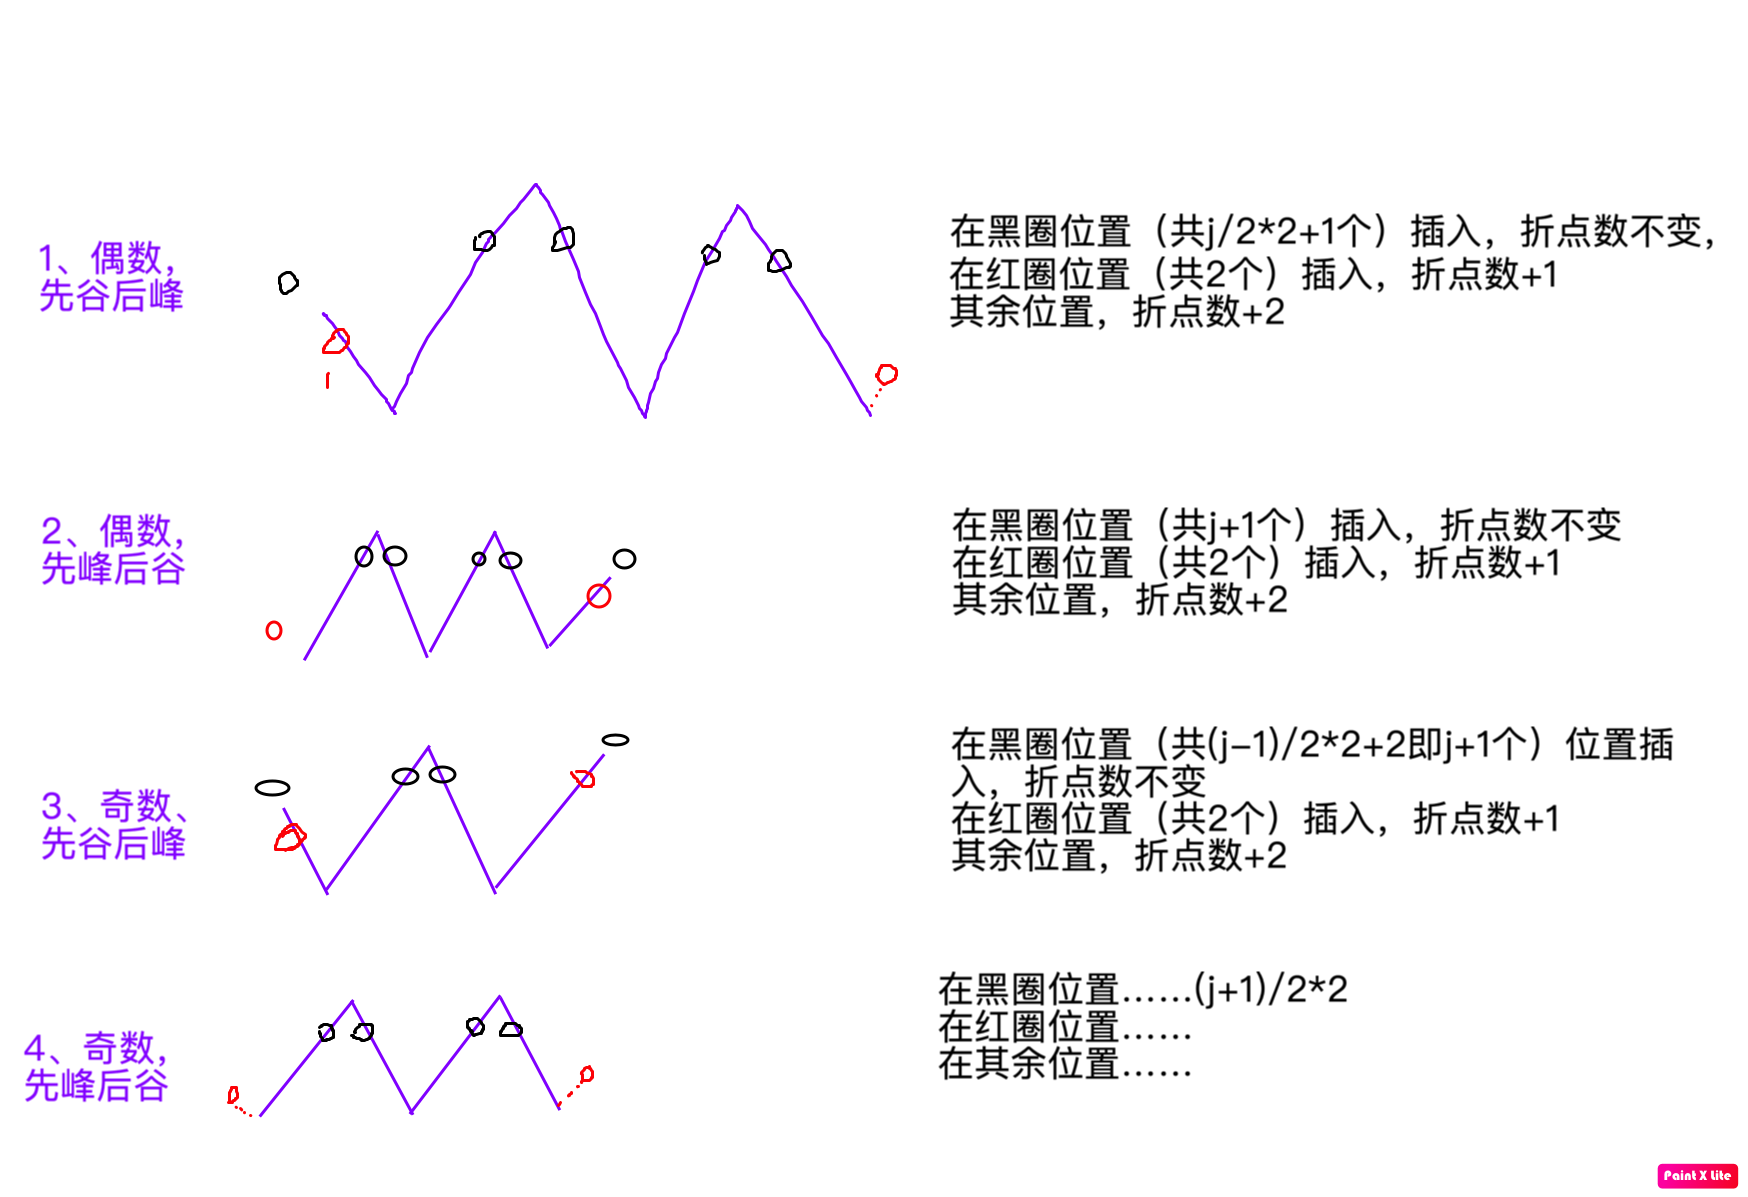 1、偶数，
先谷后峰
在黑圈位置（共j/2*2+1个）插入，折点数不变，
在红圈位置（共2个）插入，折点数+1
其余位置，折点数+2
2、偶数，
先峰后谷
在黑圈位置（共j+1个）插入，折点数不变
在红圈位置（共2个）插入，折点数+1
其余位置，折点数+2
3、奇数、
先谷后峰
在黑圈位置（共(j-1)/2*2+2即j+1个）位置插
入，折点数不变
在红圈位置（共2个）插入，折点数+1
其余位置，折点数+2
4、奇数，
先峰后谷
在黑圈位置……(j+1)/2*2
在红圈位置……
在其余位置……
Paint X Lite